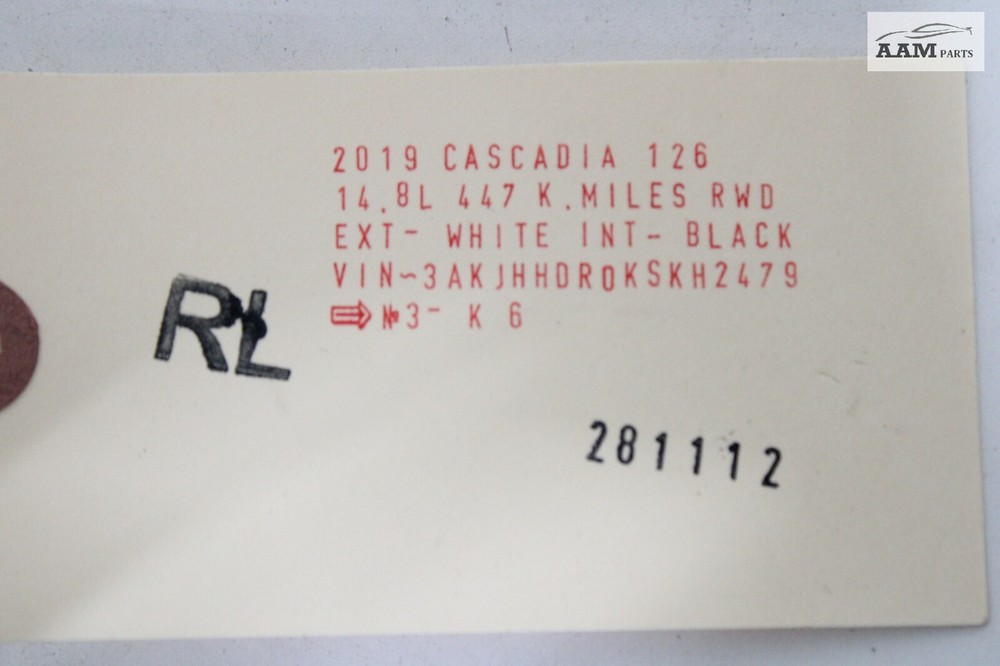 AAM PARTS
2019 CASCADIA 126
14.8L 447 K.MILES RWD
EXT- WHITE INT- BLACK
VIN~3AKJHHDR0KSKH2479
⇨ №3- K 6
RL
281112